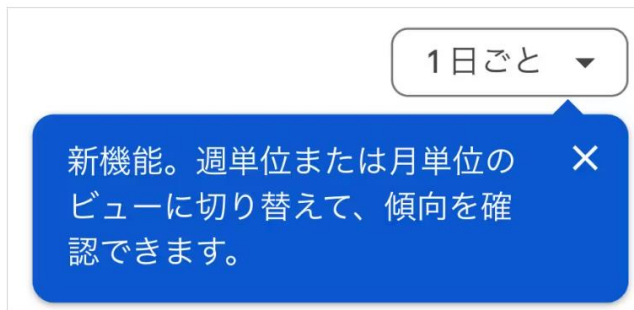 1日ごと
新機能。週単位または月単位の
ビューに切り替えて、傾向を確
認できます。